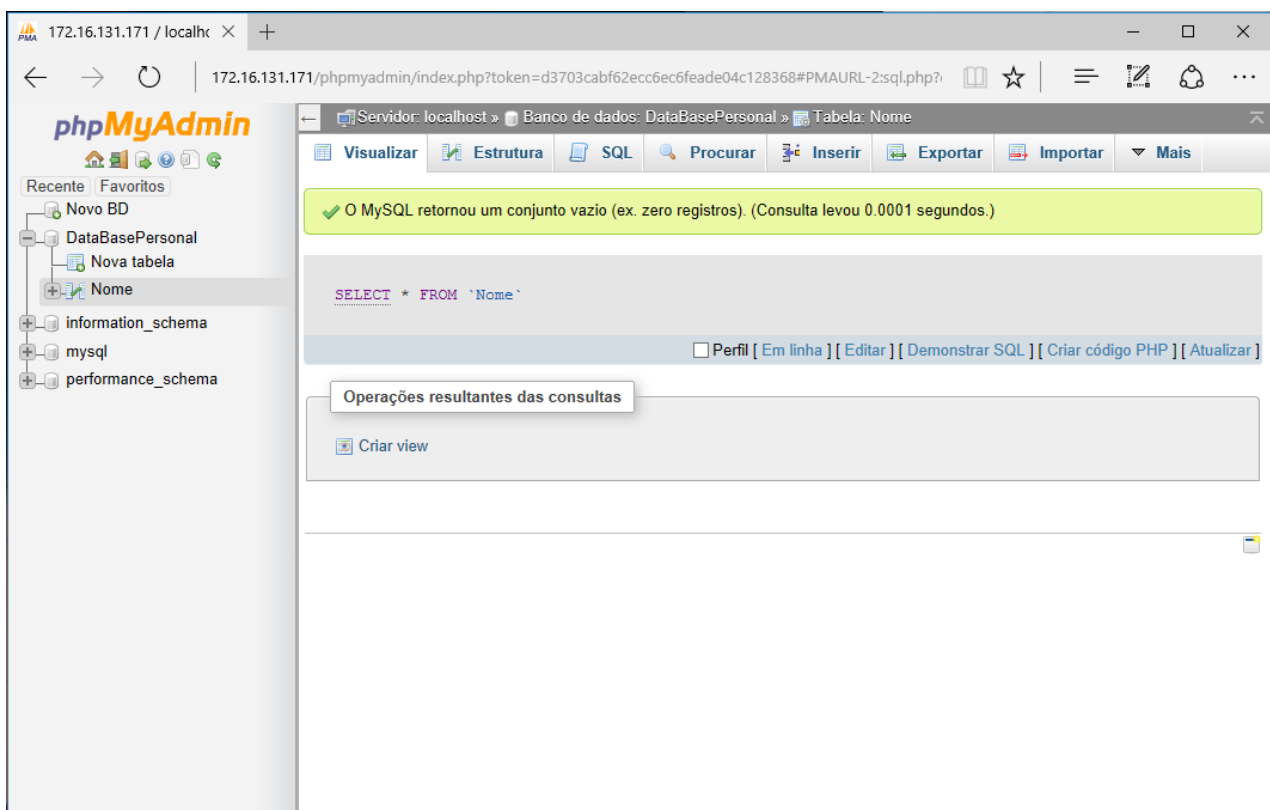 172.16.131.171 / localhc
172.16.131.171/phpmyadmin/index.php?token=d3703cabf62ecc6ec6feade04c128368#PMAURL-2:sql.php?
phpMyAdmin
Recente Favoritos
Novo BD
DataBasePersonal
Nova tabela
Nome
information_schema
mysql
performance_schema
Servidor: localhost » Banco de dados: DataBasePersonal » Tabela: Nome
Visualizar Estrutura SQL Procurar Inserir Exportar Importar Mais
O MySQL retornou um conjunto vazio (ex. zero registros). (Consulta levou 0.0001 segundos.)
SELECT * FROM `Nome`
Perfil [ Em linha ] [ Editar ] [ Demonstrar SQL ] [ Criar código PHP ] [ Atualizar ]
Operações resultantes das consultas
Criar view